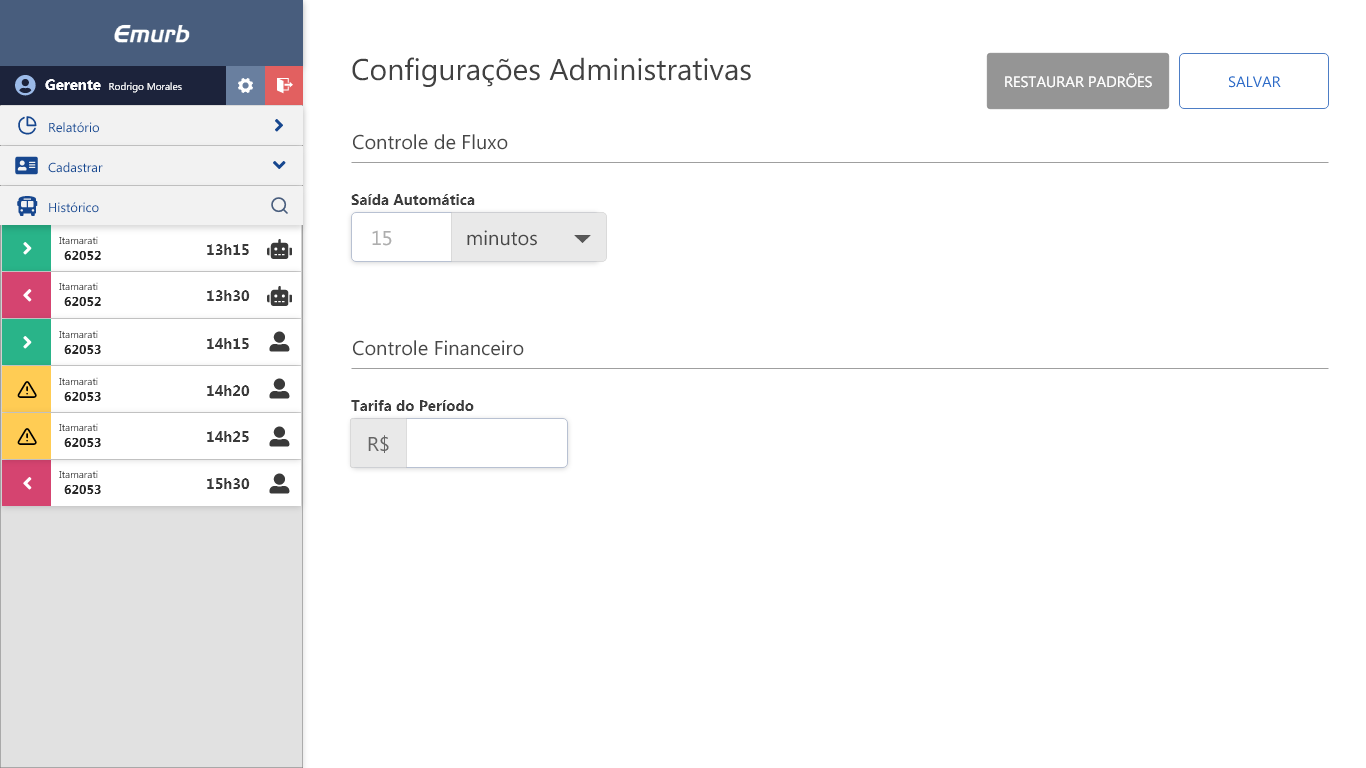 Emurb
Gerente Rodrigo Morales
Relatório
Cadastrar
Histórico
Itamarati
62052 13h15
Itamarati
62052 13h30
Itamarati
62053 14h15
Itamarati
62053 14h20
Itamarati
62053 14h25
Itamarati
62053 15h30
Configurações Administrativas
RESTAURAR PADRÕES SALVAR
Controle de Fluxo
Saída Automática
15 minutos
Controle Financeiro
Tarifa do Período
R$